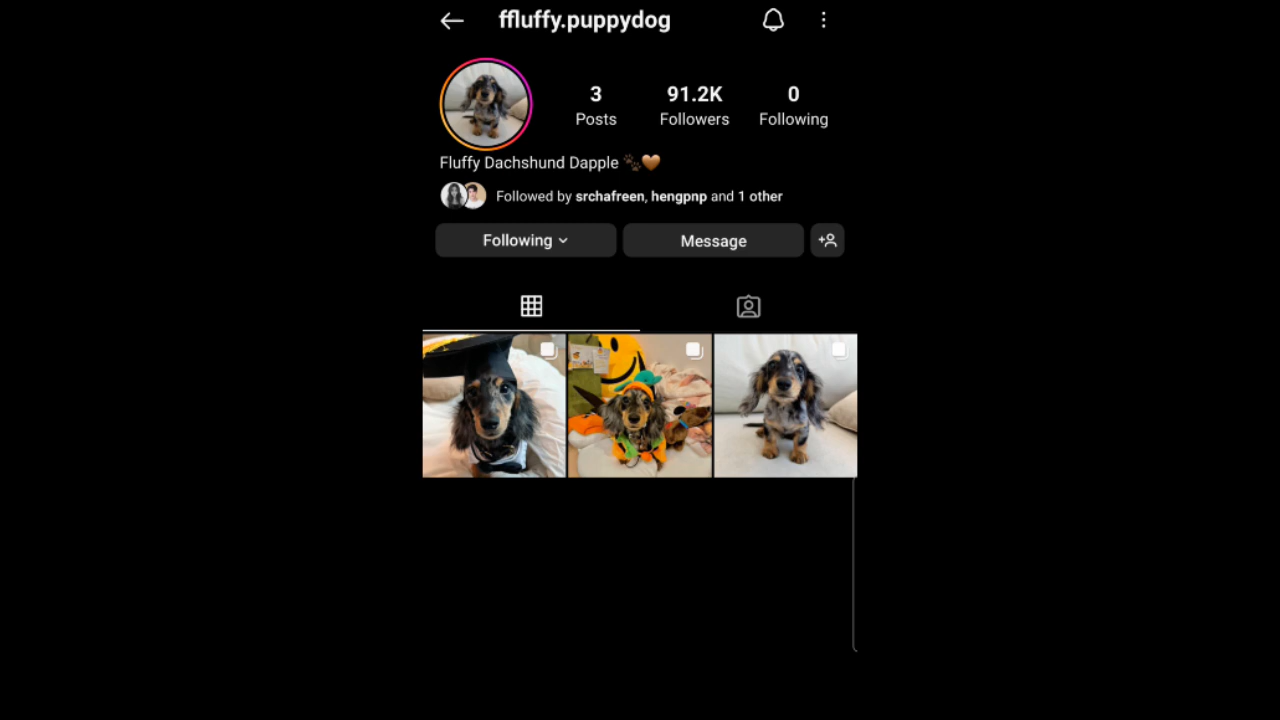 ffluffy.puppydog
3 91.2K 0
Posts Followers Following
Fluffy Dachshund Dapple 🐾🤎
Followed by srchafreen, hengpnp and 1 other
Following Message